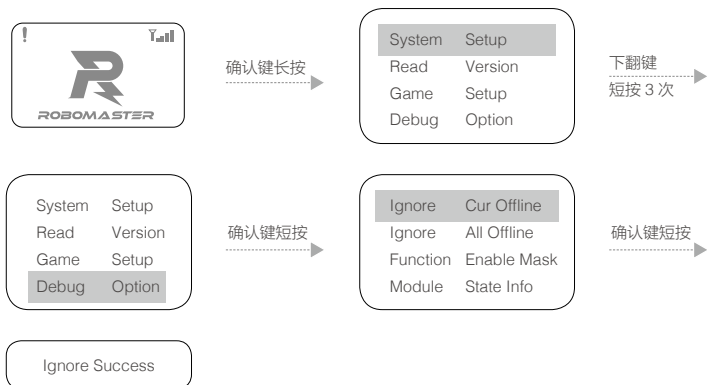 !
ROBOMASTER
确认键长按
System Setup
Read Version
Game Setup
Debug Option
下翻键
短按 3 次
System Setup
Read Version
Game Setup
Debug Option
确认键短按
Ignore Cur Offline
Ignore All Offline
Function Enable Mask
Module State Info
确认键短按
Ignore Success